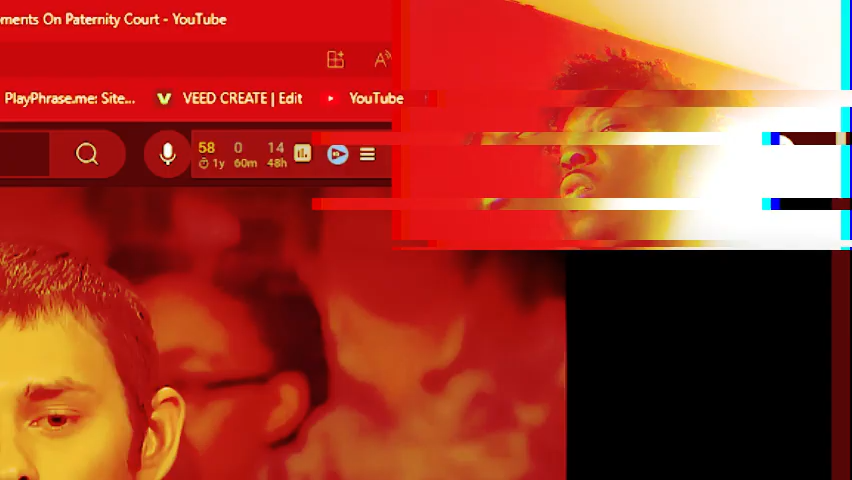 ments On Paternity Court - YouTube
PlayPhrase.me: Site... VEED CREATE | Edit YouTube
58 0 14
1y 60m 48h